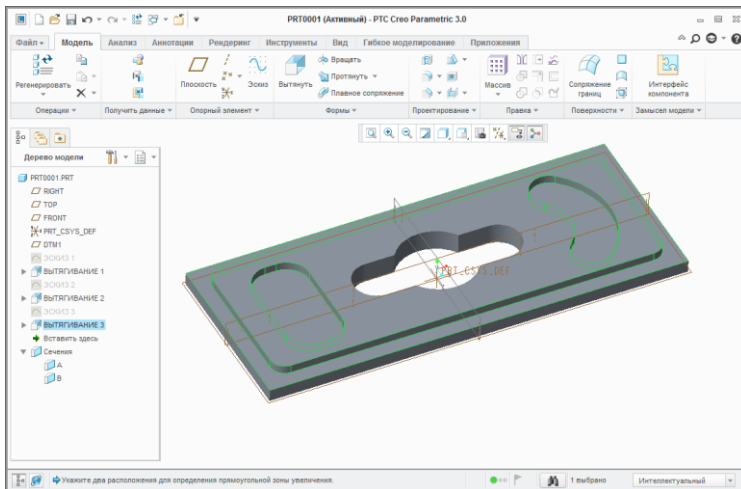 PRT0001 (Активный) - PTC Creo Parametric 3.0
Файл Модель Анализ Аннотации Рендеринг Инструменты Вид Гибкое моделирование Приложения
Регенерировать
Плоскость
Эскиз
Вытянуть
Вращать
Протянуть
Плавное сопряжение
Массив
Сопряжение границ
Интерфейс компонента
Операции Получить данные Опорный элемент Формы Проектирование Правка Поверхности Замысел модели
Дерево модели
PRT0001.PRT
RIGHT
TOP
FRONT
PRT_CSYS_DEF
DTM1
ЭСКИЗ 1
ВЫТЯГИВАНИЕ 1
ЭСКИЗ 2
ВЫТЯГИВАНИЕ 2
ЭСКИЗ 3
ВЫТЯГИВАНИЕ 3
Вставить здесь
Сечения
A
B
PRT_CSYS_DEF
Укажите два расположения для определения прямоугольной зоны увеличения.
1 выбрано
Интеллектуальный